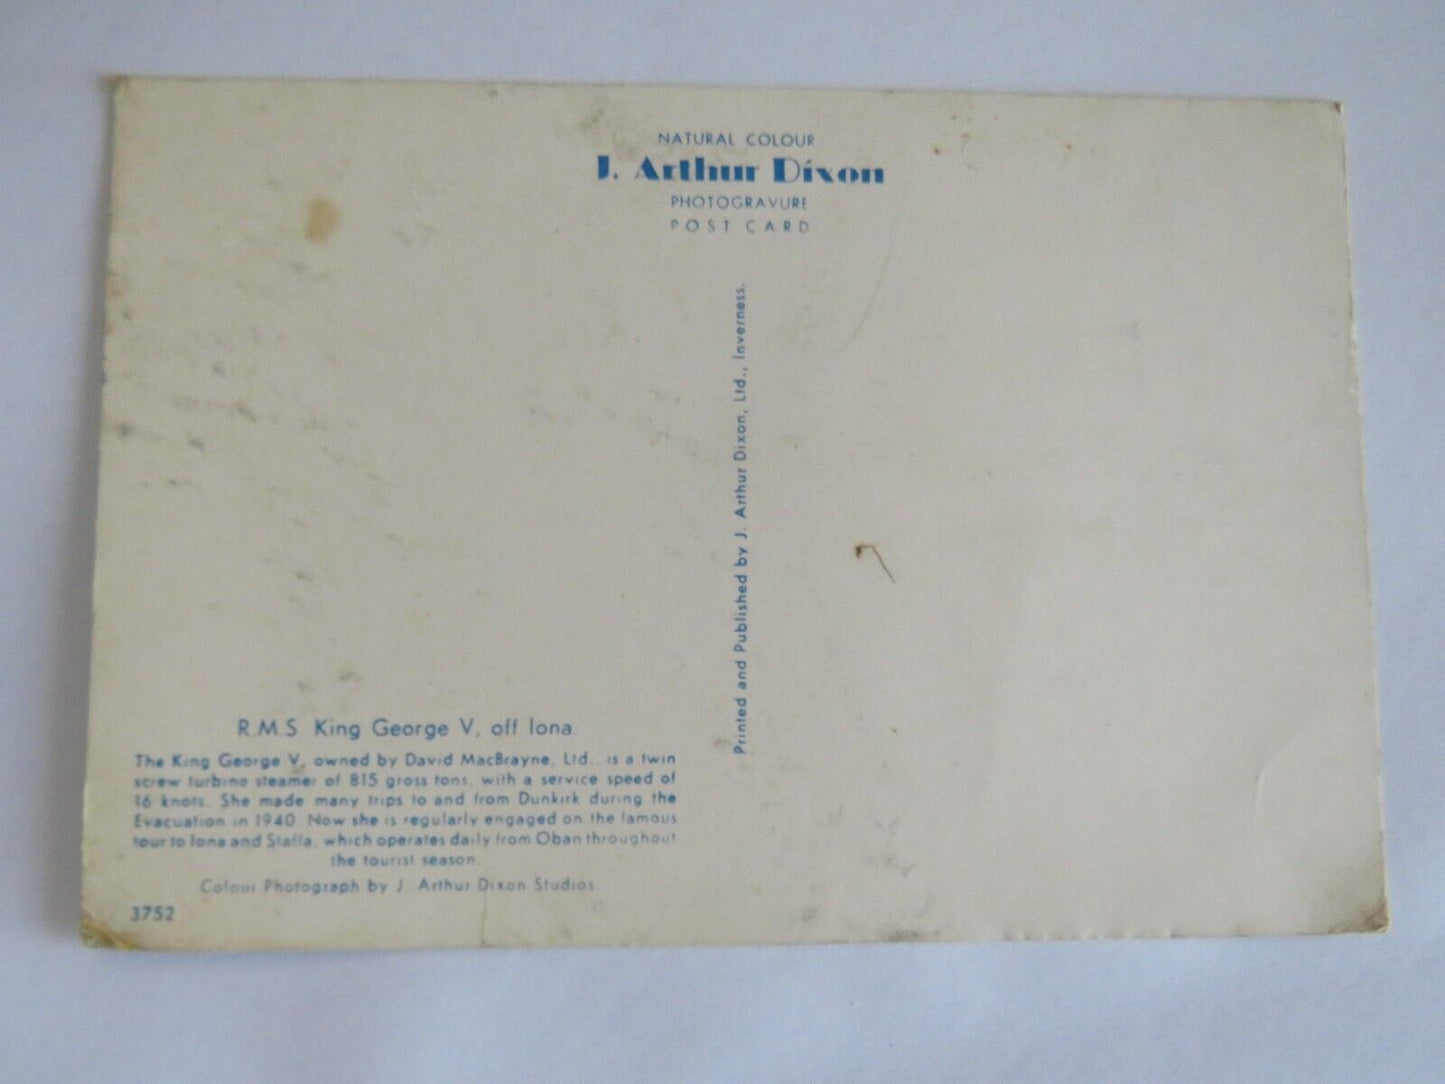 NATURAL COLOUR
J. Arthur Dixon
PHOTOGRAVURE
POST CARD
Printed and Published by J. Arthur Dixon, Ltd., Inverness.
R.M.S. King George V, off Iona.
The King George V, owned by David MacBrayne, Ltd., is a twin
screw turbine steamer of 815 gross tons, with a service speed of
16 knots. She made many trips to and from Dunkirk during the
Evacuation in 1940. Now she is regularly engaged on the famous
tour to Iona and Staffa, which operates daily from Oban throughout
the tourist season.
Colour Photograph by J. Arthur Dixon Studios.
3752